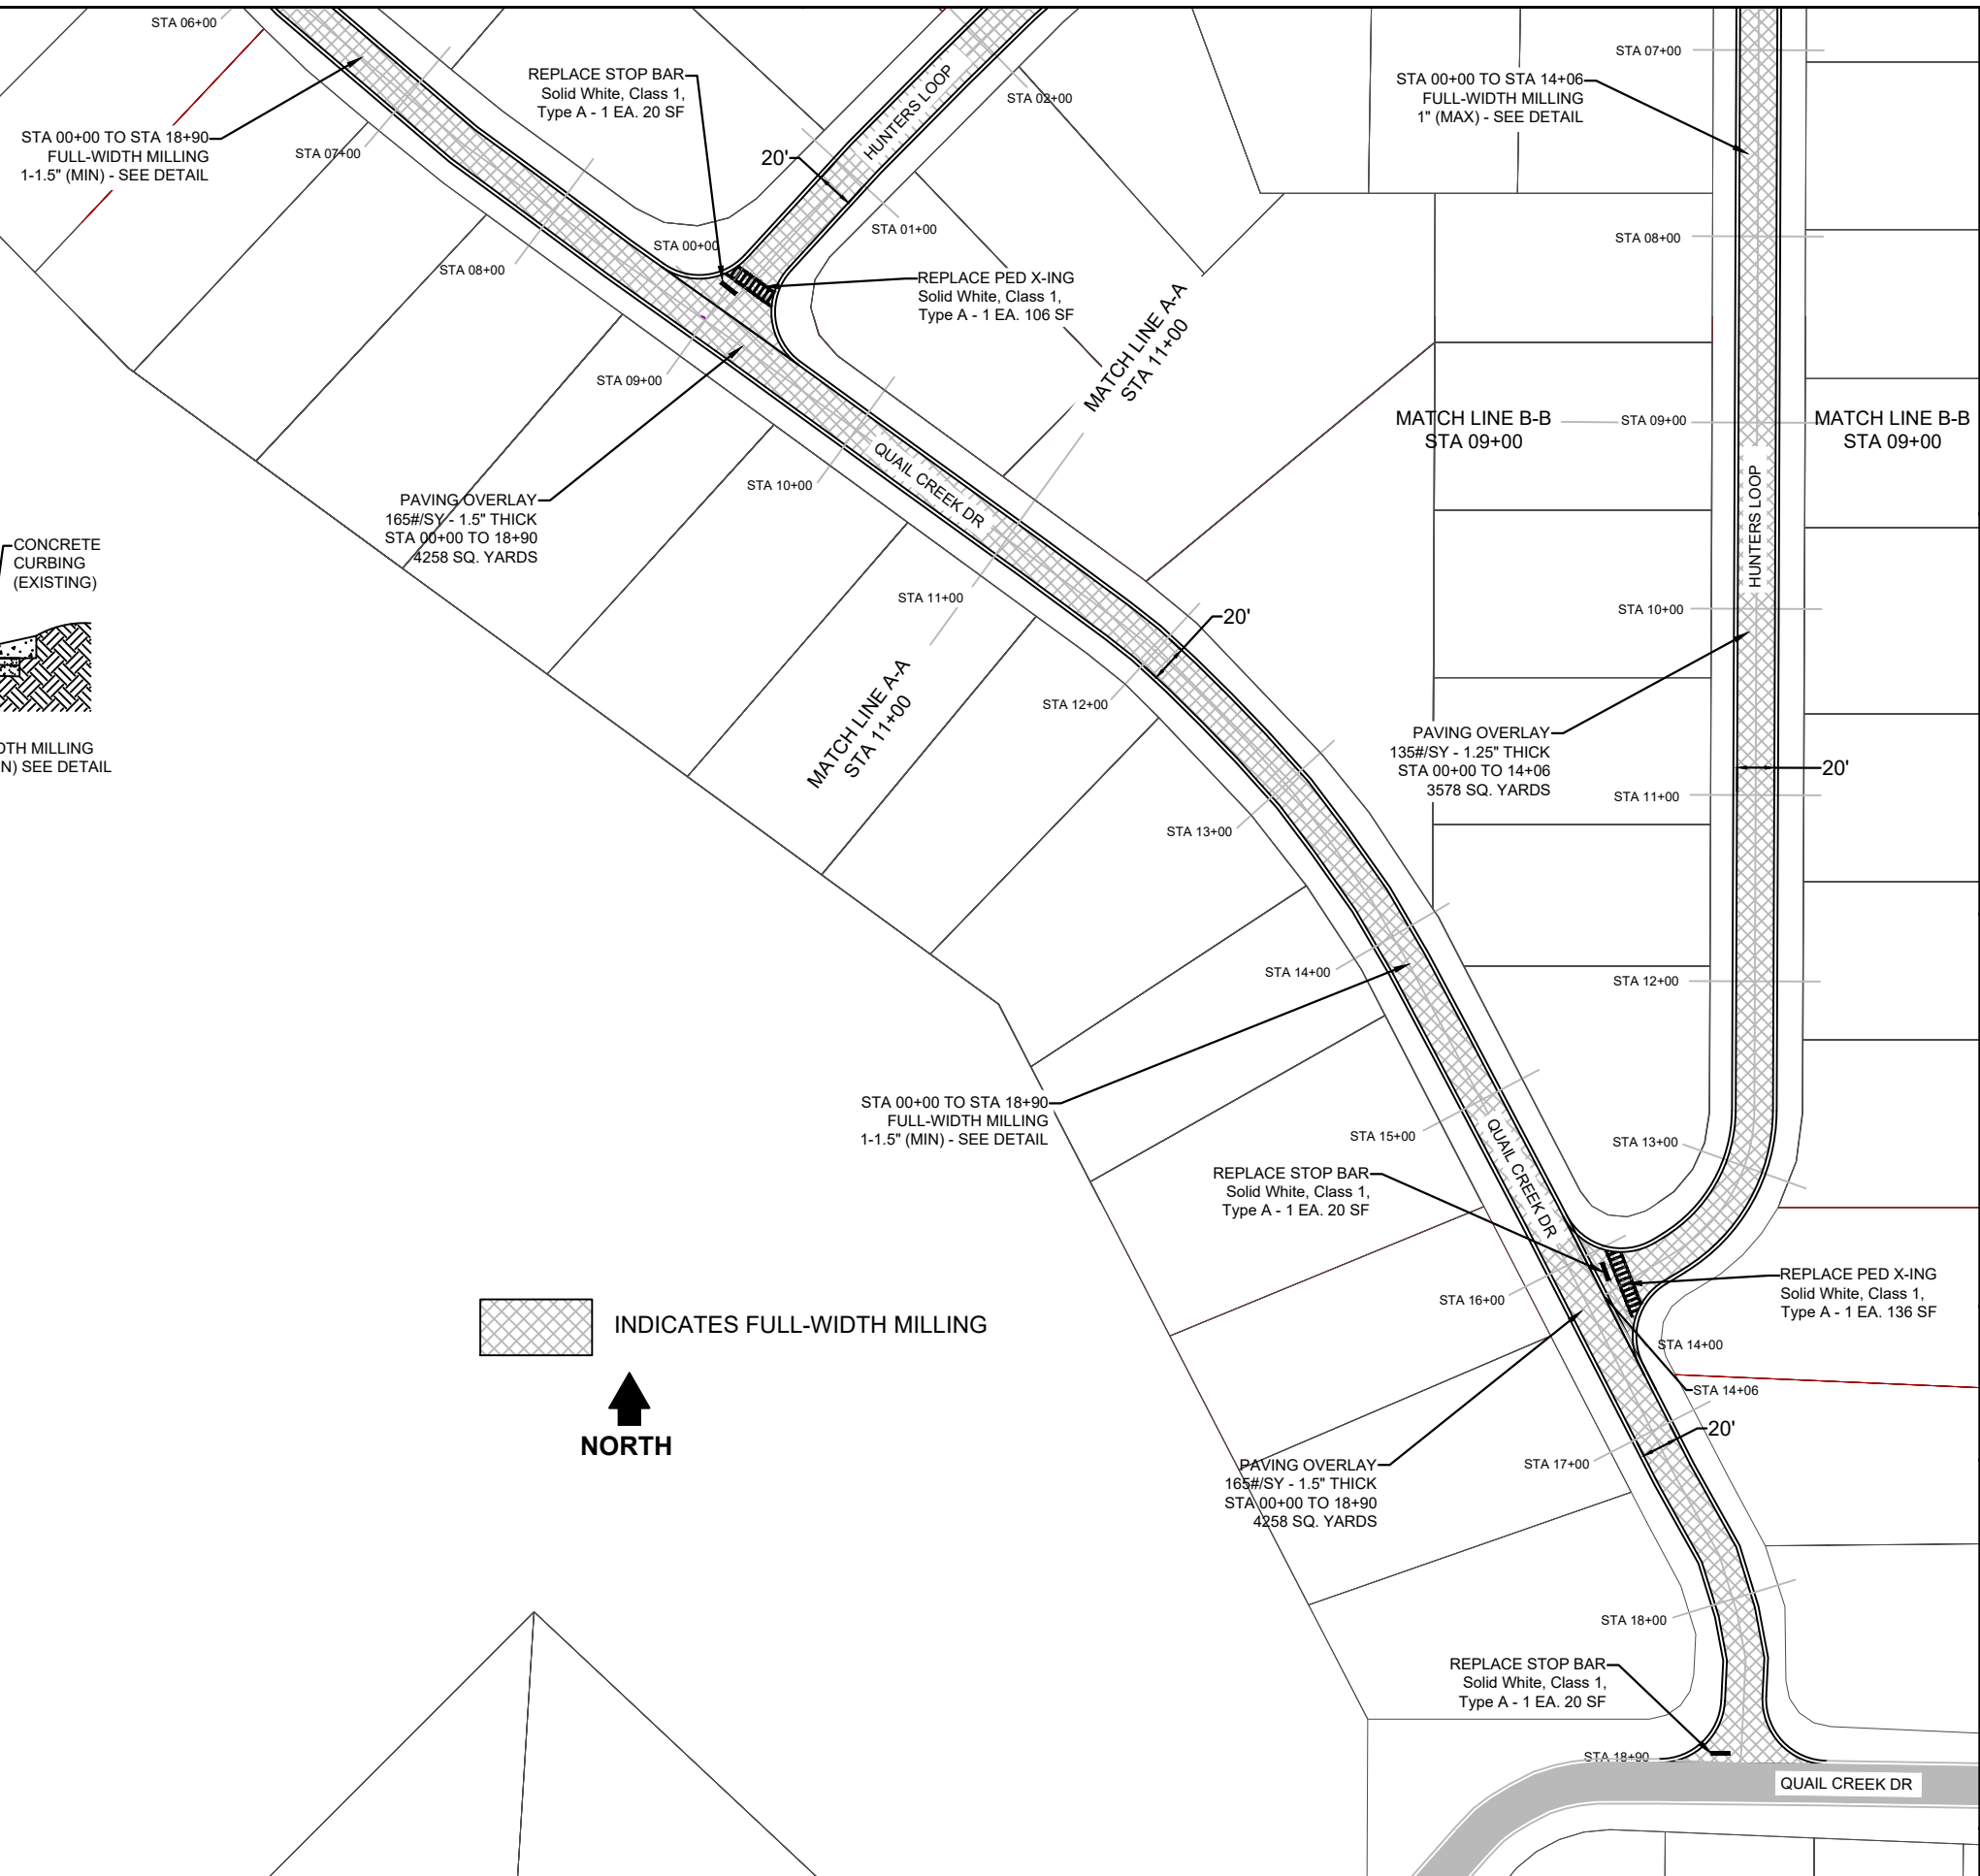 STA 06+00
STA 07+00
STA 00+00 TO STA 18+90
FULL-WIDTH MILLING
1-1.5" (MIN) - SEE DETAIL
REPLACE STOP BAR
Solid White, Class 1,
Type A - 1 EA. 20 SF
20'
HUNTERS LOOP
STA 02+00
STA 01+00
STA 00+00
STA 08+00
REPLACE PED X-ING
Solid White, Class 1,
Type A - 1 EA. 106 SF
STA 09+00
MATCH LINE A-A
STA 11+00
STA 00+00 TO STA 14+06
FULL-WIDTH MILLING
1" (MAX) - SEE DETAIL
STA 07+00
STA 08+00
MATCH LINE B-B
STA 09+00
STA 09+00
MATCH LINE B-B
STA 09+00
HUNTERS LOOP
PAVING OVERLAY
165#/SY - 1.5" THICK
STA 00+00 TO 18+90
4258 SQ. YARDS
STA 10+00
QUAIL CREEK DR
CONCRETE
CURBING
(EXISTING)
DTH MILLING
N) SEE DETAIL
STA 11+00
MATCH LINE A-A
STA 11+00
20'
STA 12+00
STA 10+00
PAVING OVERLAY
135#/SY - 1.25" THICK
STA 00+00 TO 14+06
3578 SQ. YARDS
20'
STA 11+00
STA 13+00
STA 14+00
STA 12+00
STA 00+00 TO STA 18+90
FULL-WIDTH MILLING
1-1.5" (MIN) - SEE DETAIL
STA 15+00
QUAIL CREEK DR
STA 13+00
REPLACE STOP BAR
Solid White, Class 1,
Type A - 1 EA. 20 SF
REPLACE PED X-ING
Solid White, Class 1,
Type A - 1 EA. 136 SF
STA 16+00
STA 14+00
STA 14+06
INDICATES FULL-WIDTH MILLING
NORTH
20'
STA 17+00
PAVING OVERLAY
165#/SY - 1.5" THICK
STA 00+00 TO 18+90
4258 SQ. YARDS
STA 18+00
REPLACE STOP BAR
Solid White, Class 1,
Type A - 1 EA. 20 SF
STA 18+90
QUAIL CREEK DR